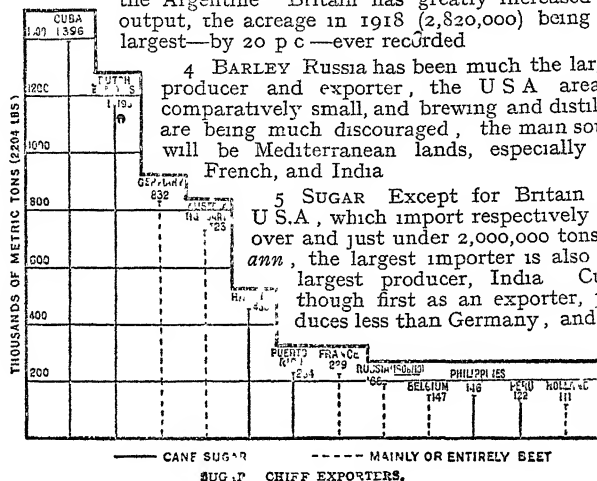 the Argentine Britain has greatly increased
output, the acreage in 1918 (2,820,000) being
largest—by 20 p c —ever recorded
4 BARLEY Russia has been much the lar
producer and exporter, the U S A area
comparatively small, and brewing and distil
are being much discouraged, the main sou
will be Mediterranean lands, especially
French, and India
5 SUGAR Except for Britain
U S.A, which import respectively
over and just under 2,000,000 tons
ann, the largest importer is also
largest producer, India Cu
though first as an exporter,
duces less than Germany, and
THOUSANDS OF METRIC TONS (2204 LBS)
1200
1000
800
600
400
200
CUBA
1396
DUTCH
GERMANY
832
723
PUERTO
FRANCE
RUSSIA
BELGIUM
147
PHILIPPINES
146
PERU
122
HOLLAND
111
CANE SUGAR
MAINLY OR ENTIRELY BEET
SUGAR CHIEF EXPORTERS.